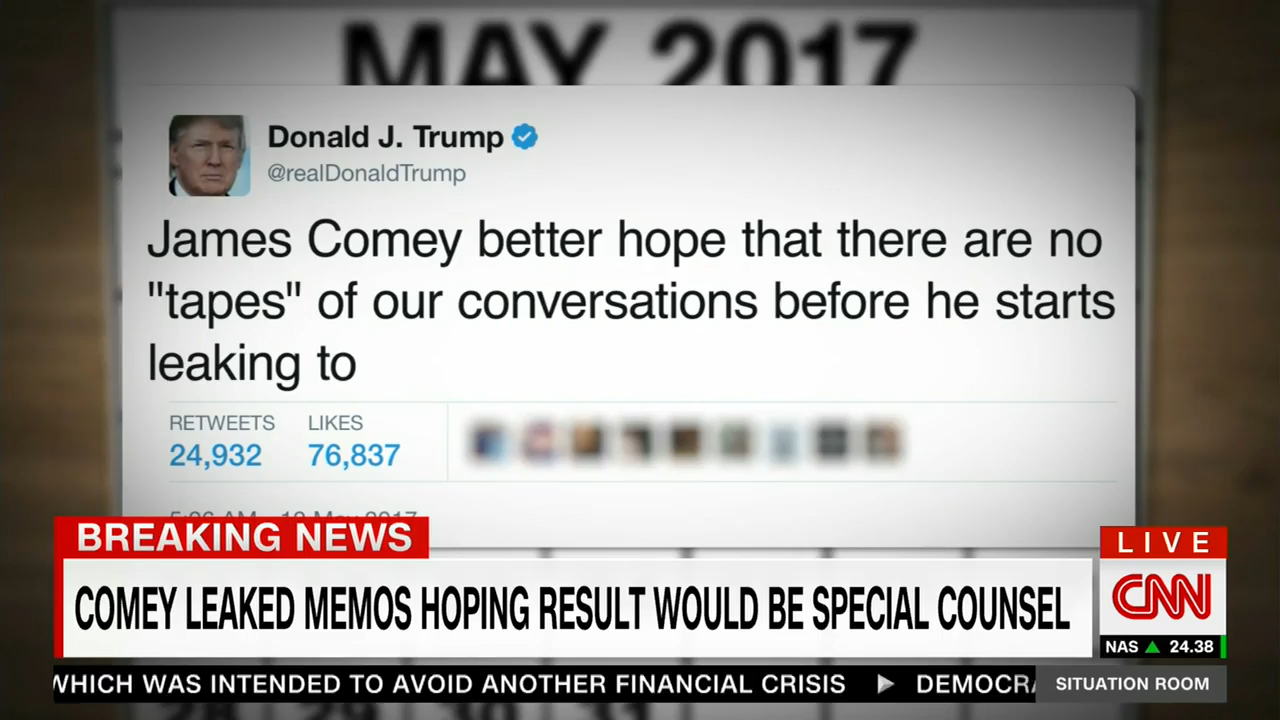 MAY 2017
Donald J. Trump
@realDonaldTrump
James Comey better hope that there are no
"tapes" of our conversations before he starts
leaking to
RETWEETS LIKES
24,932 76,837
BREAKING NEWS
COMEY LEAKED MEMOS HOPING RESULT WOULD BE SPECIAL COUNSEL
LIVE
CNN
NAS ▲ 24.38
WHICH WAS INTENDED TO AVOID ANOTHER FINANCIAL CRISIS ▶ DEMOCRA
SITUATION ROOM